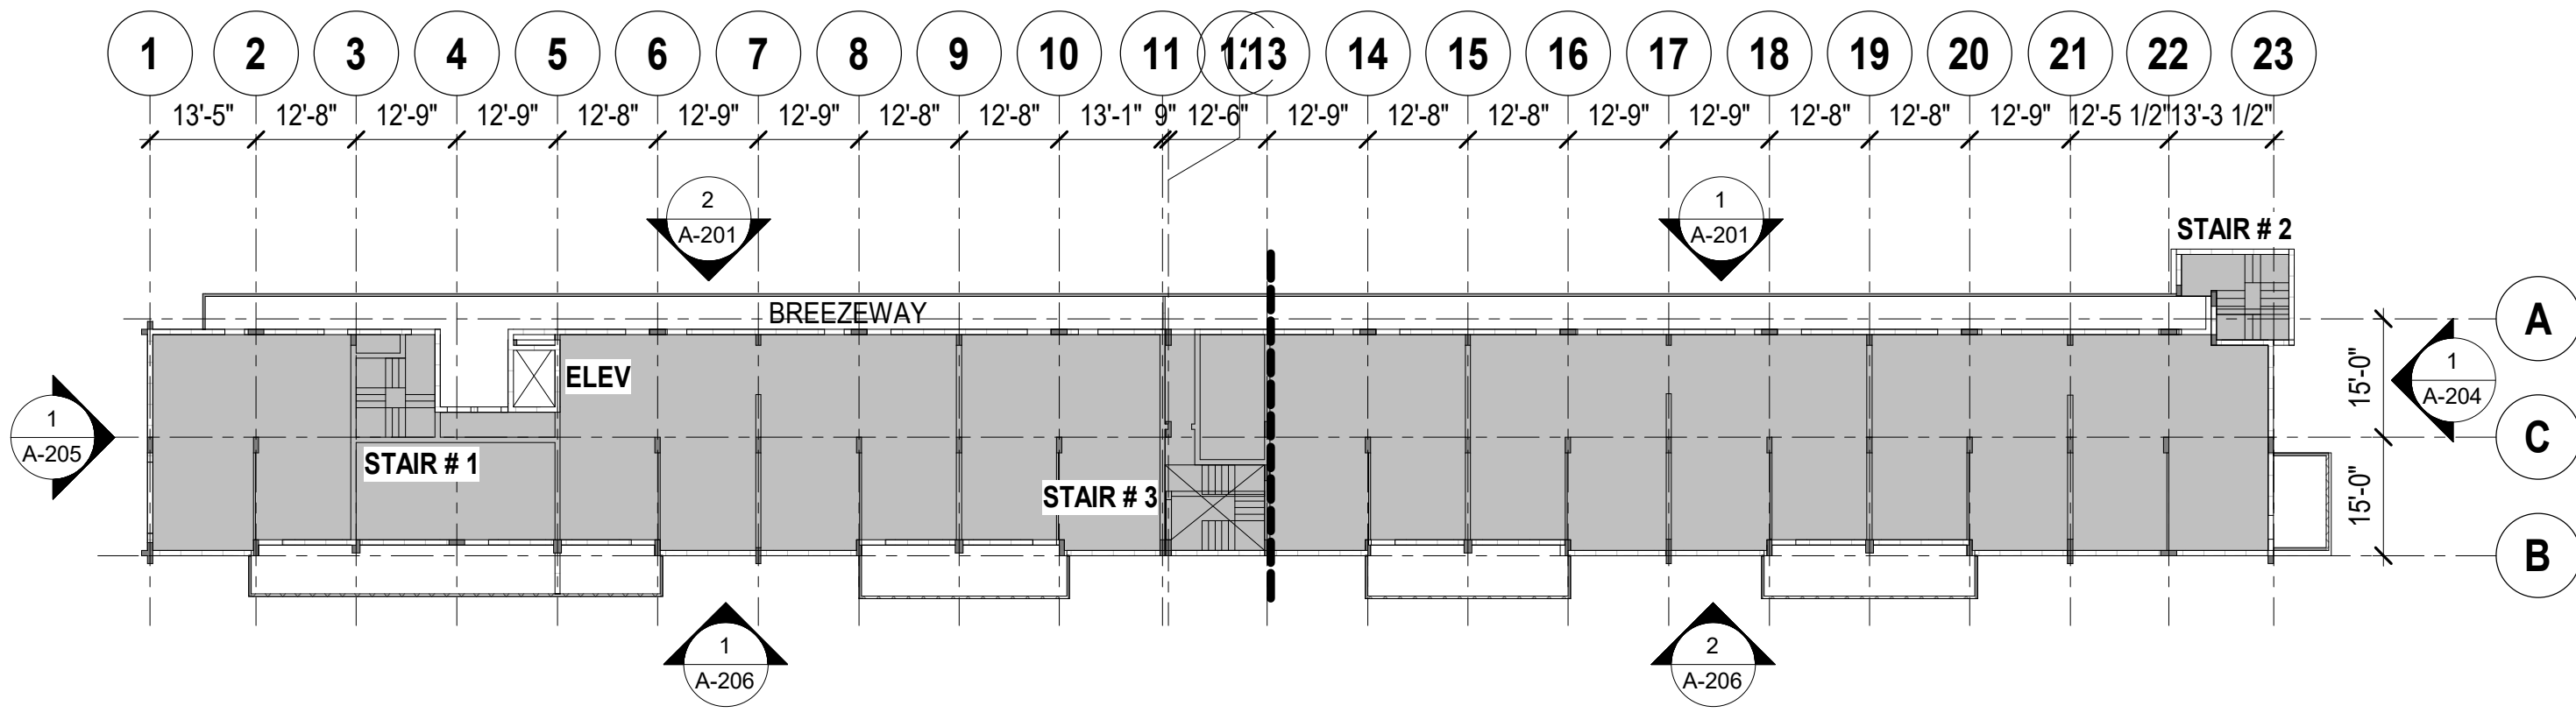 1 2 3 4 5 6 7 8 9 10 11 12 13 14 15 16 17 18 19 20 21 22 23
13'-5" 12'-8" 12'-9" 12'-9" 12'-8" 12'-9" 12'-9" 12'-8" 12'-8" 13'-1" 9" 12'-6" 12'-9" 12'-8" 12'-8" 12'-9" 12'-9" 12'-8" 12'-8" 12'-9" 12'-5 1/2" 13'-3 1/2"
2
A-201
1
A-201
STAIR # 2
BREEZEWAY
A
ELEV
15'-0"
1
A-204
1
A-205
C
STAIR # 1
STAIR # 3
15'-0"
B
1
A-206
2
A-206